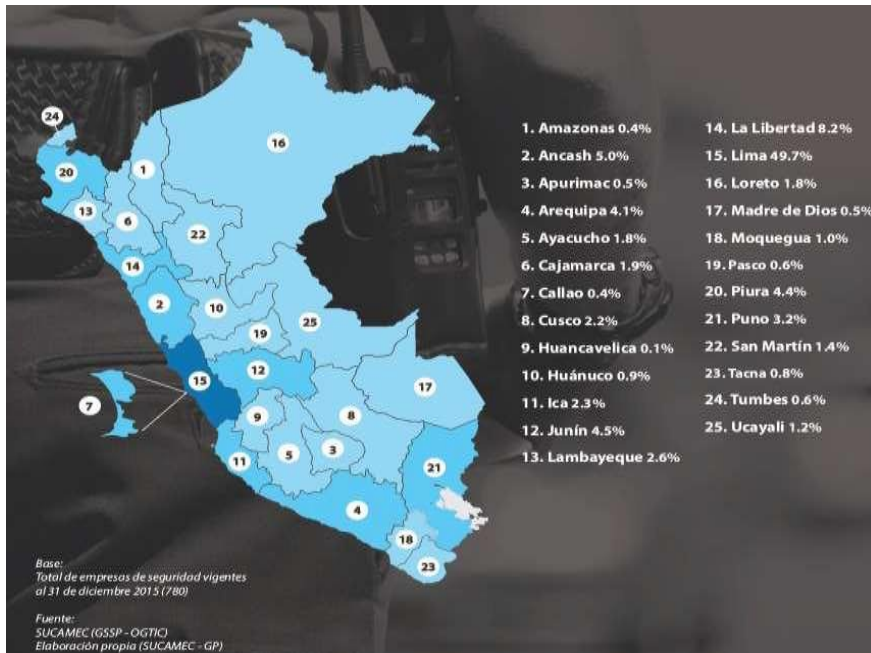 24
20
1
16
13
6
22
14
2
10
25
19
15
12
17
7
9
8
11
5
3
21
4
18
23
1. Amazonas 0.4%
2. Ancash 5.0%
3. Apurimac 0.5%
4. Arequipa 4.1%
5. Ayacucho 1.8%
6. Cajamarca 1.9%
7. Callao 0.4%
8. Cusco 2.2%
9. Huancavelica 0.1%
10. Huánuco 0.9%
11. Ica 2.3%
12. Junín 4.5%
13. Lambayeque 2.6%
14. La Libertad 8.2%
15. Lima 49.7%
16. Loreto 1.8%
17. Madre de Dios 0.5%
18. Moquegua 1.0%
19. Pasco 0.6%
20. Piura 4.4%
21. Puno 3.2%
22. San Martín 1.4%
23. Tacna 0.8%
24. Tumbes 0.6%
25. Ucayali 1.2%
Base:
Total de empresas de seguridad vigentes
al 31 de diciembre 2015 (780)
Fuente:
SUCAMEC (GSSP - OGTIC)
Elaboración propia (SUCAMEC - GP)